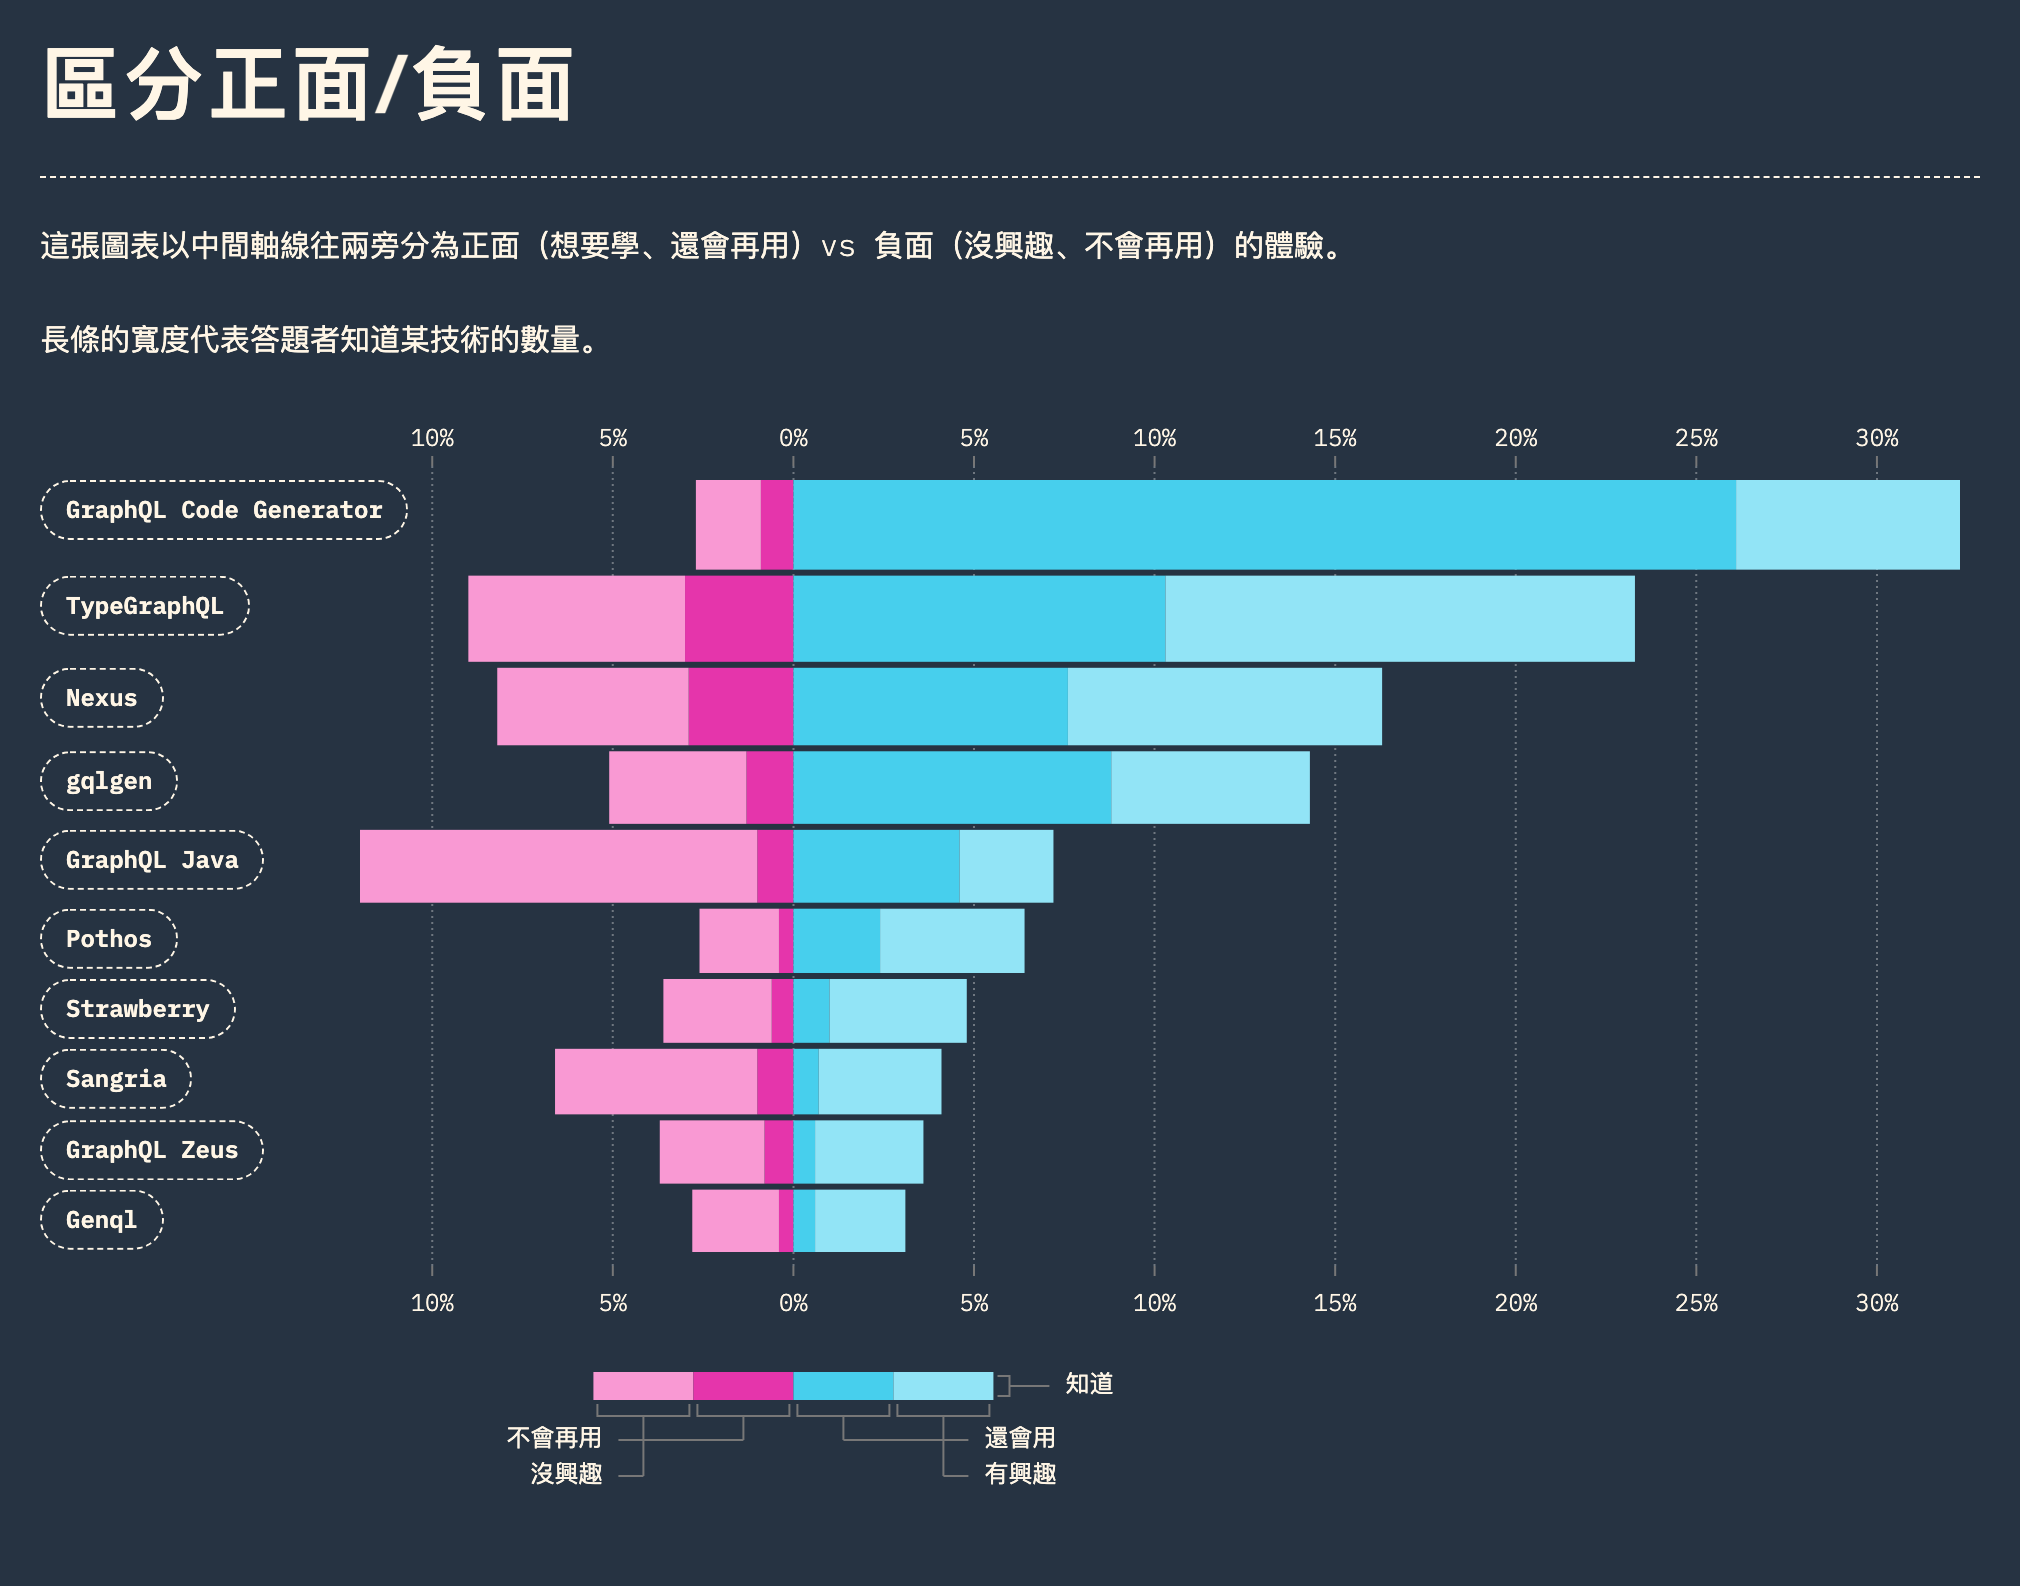 區分正面/負面
這張圖表以中間軸線往兩旁分為正面（想要學、還會再用）vs 負面（沒興趣、不會再用）的體驗。
長條的寬度代表答題者知道某技術的數量。
10% 5% 0% 5% 10% 15% 20% 25% 30%
GraphQL Code Generator
TypeGraphQL
Nexus
gqlgen
GraphQL Java
Pothos
Strawberry
Sangria
GraphQL Zeus
Genql
10% 5% 0% 5% 10% 15% 20% 25% 30%
知道
不會再用 還會用
沒興趣 有興趣